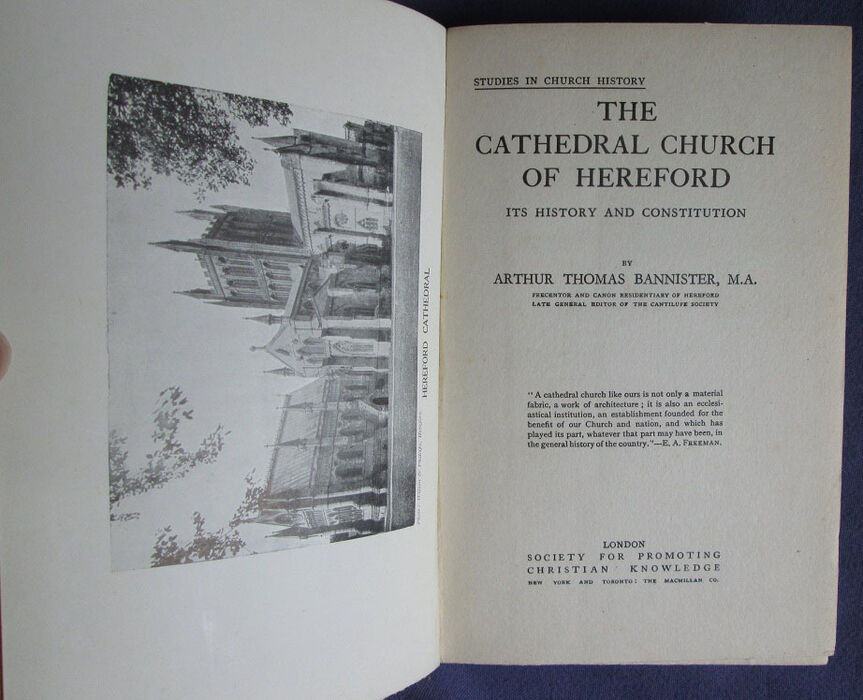 HEREFORD CATHEDRAL
STUDIES IN CHURCH HISTORY
THE
CATHEDRAL CHURCH
OF HEREFORD
ITS HISTORY AND CONSTITUTION
BY
ARTHUR THOMAS BANNISTER, M.A.
PRECENTOR AND CANON RESIDENTIARY OF HEREFORD
LATE GENERAL EDITOR OF THE CANTILUPE SOCIETY
"A cathedral church like ours is not only a material
fabric, a work of architecture; it is also an ecclesi-
astical institution, an establishment founded for the
benefit of our Church and nation, and which has
played its part, whatever that part may have been, in
the general history of the country."—E. A. FREEMAN.
LONDON
SOCIETY FOR PROMOTING
CHRISTIAN KNOWLEDGE
NEW YORK AND TORONTO: THE MACMILLAN CO.